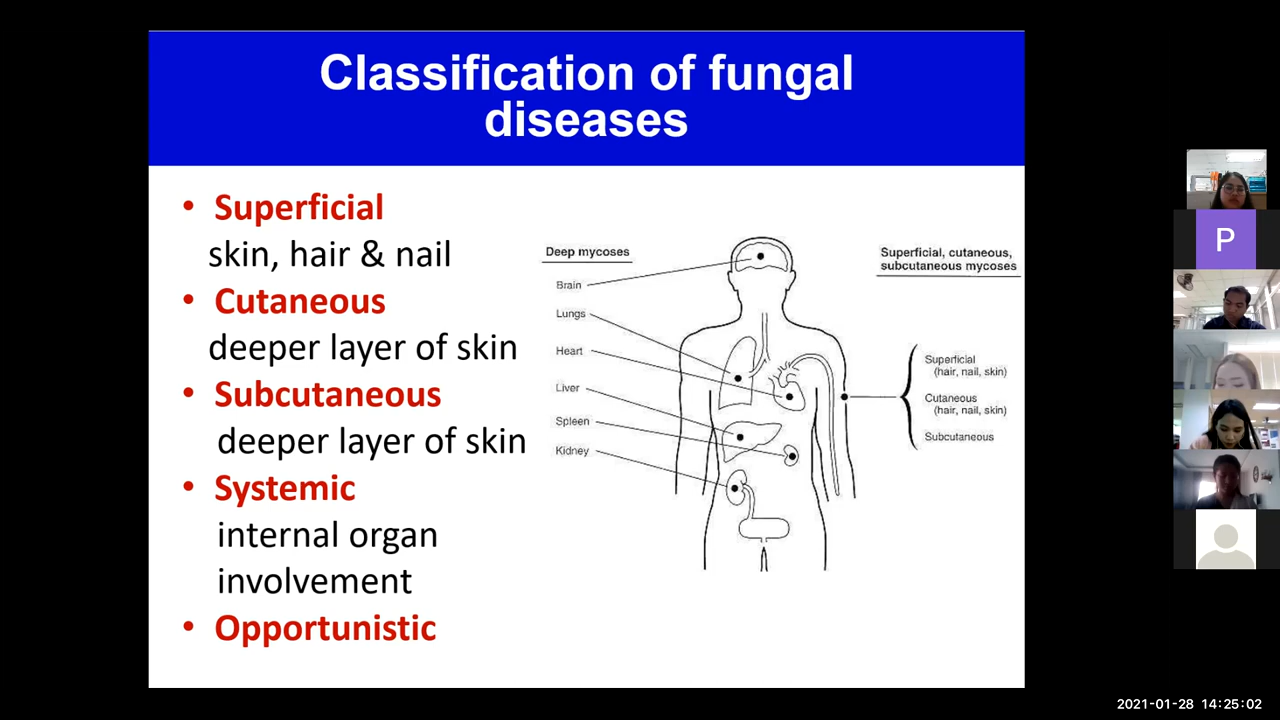 Classification of fungal
diseases
• Superficial
skin, hair & nail
• Cutaneous
deeper layer of skin
• Subcutaneous
deeper layer of skin
• Systemic
internal organ
involvement
• Opportunistic
Deep mycoses
Brain
Lungs
Heart
Liver
Spleen
Kidney
Superficial, cutaneous,
subcutaneous mycoses
Superficial
(hair, nail, skin)
Cutaneous
(hair, nail, skin)
Subcutaneous
P
2021-01-28 14:25:02